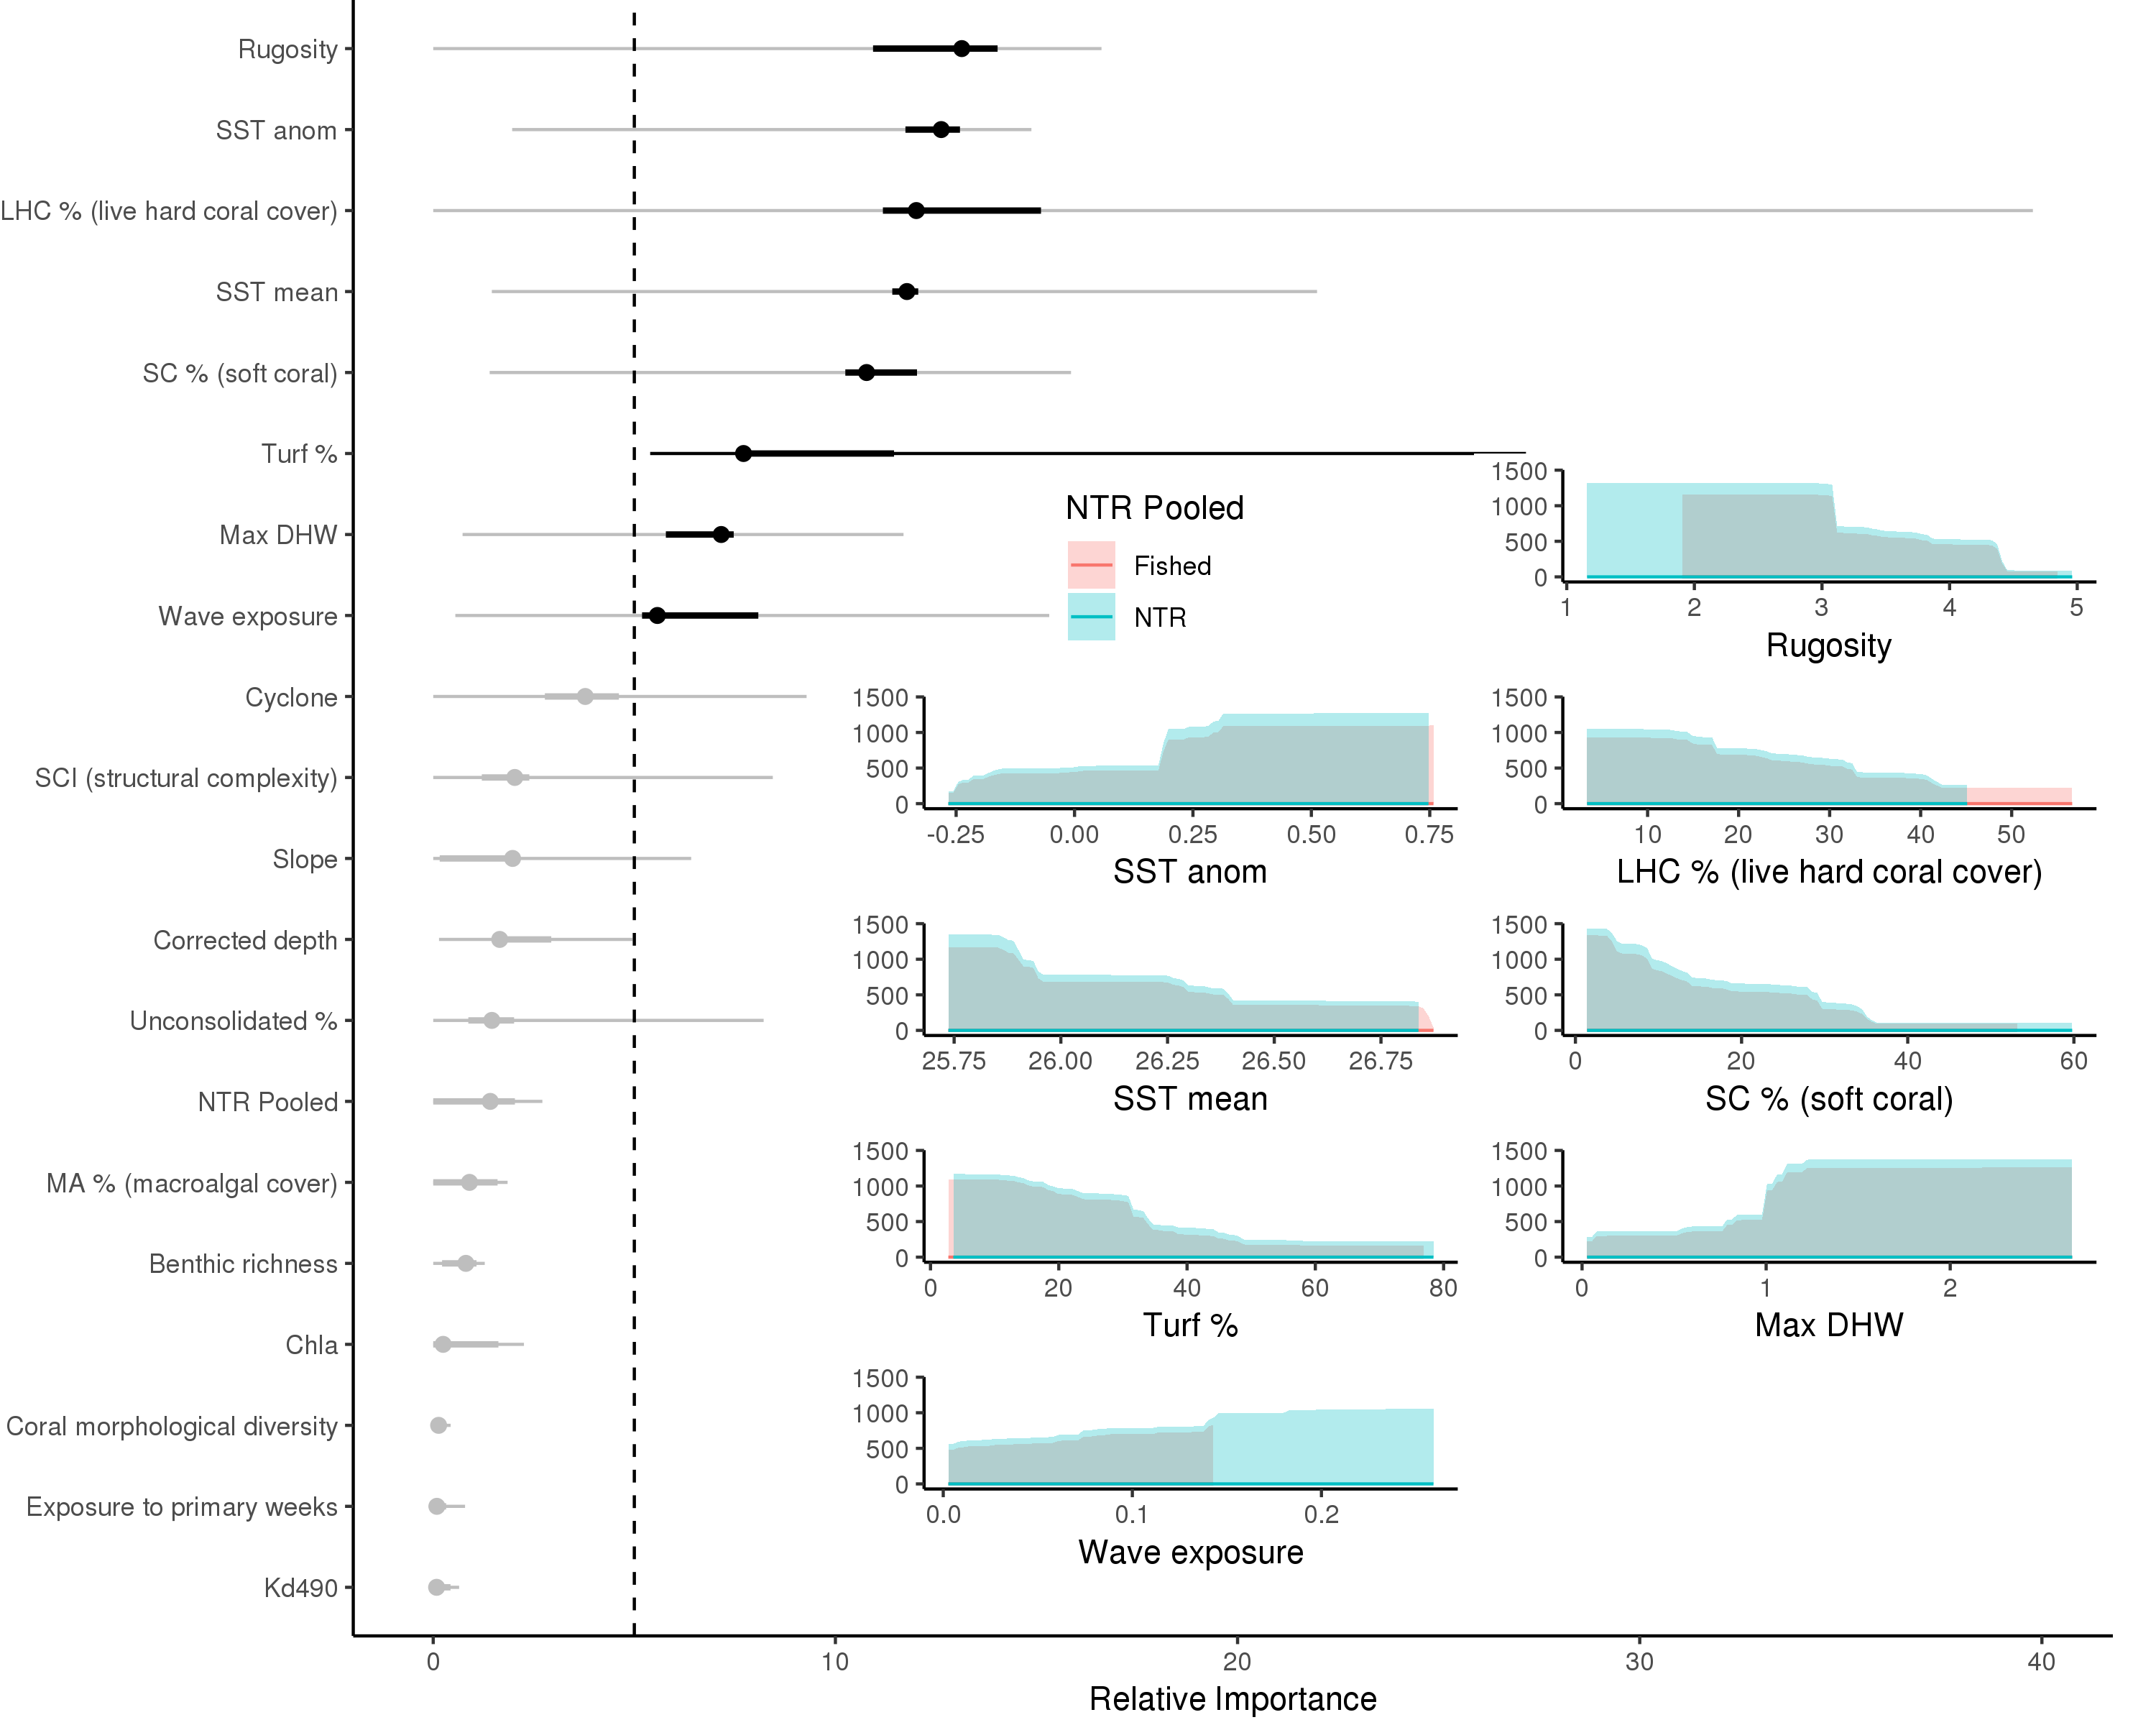 Rugosity
SST anom
LHC % (live hard coral cover)
SST mean
SC % (soft coral)
Turf %
Max DHW
Wave exposure
Cyclone
SCI (structural complexity)
Slope
Corrected depth
Unconsolidated %
NTR Pooled
MA % (macroalgal cover)
Benthic richness
Chla
Coral morphological diversity
Exposure to primary weeks
Kd490
0 10 20 30 40
Relative Importance
NTR Pooled
Fished
NTR
1500
1000
500
0
1 2 3 4 5
Rugosity
1500
1000
500
0
-0.25 0.00 0.25 0.50 0.75
SST anom
1500
1000
500
0
10 20 30 40 50
LHC % (live hard coral cover)
1500
1000
500
0
25.75 26.00 26.25 26.50 26.75
SST mean
1500
1000
500
0
0 20 40 60
SC % (soft coral)
1500
1000
500
0
0 20 40 60 80
Turf %
1500
1000
500
0
0 1 2
Max DHW
1500
1000
500
0
0.0 0.1 0.2
Wave exposure